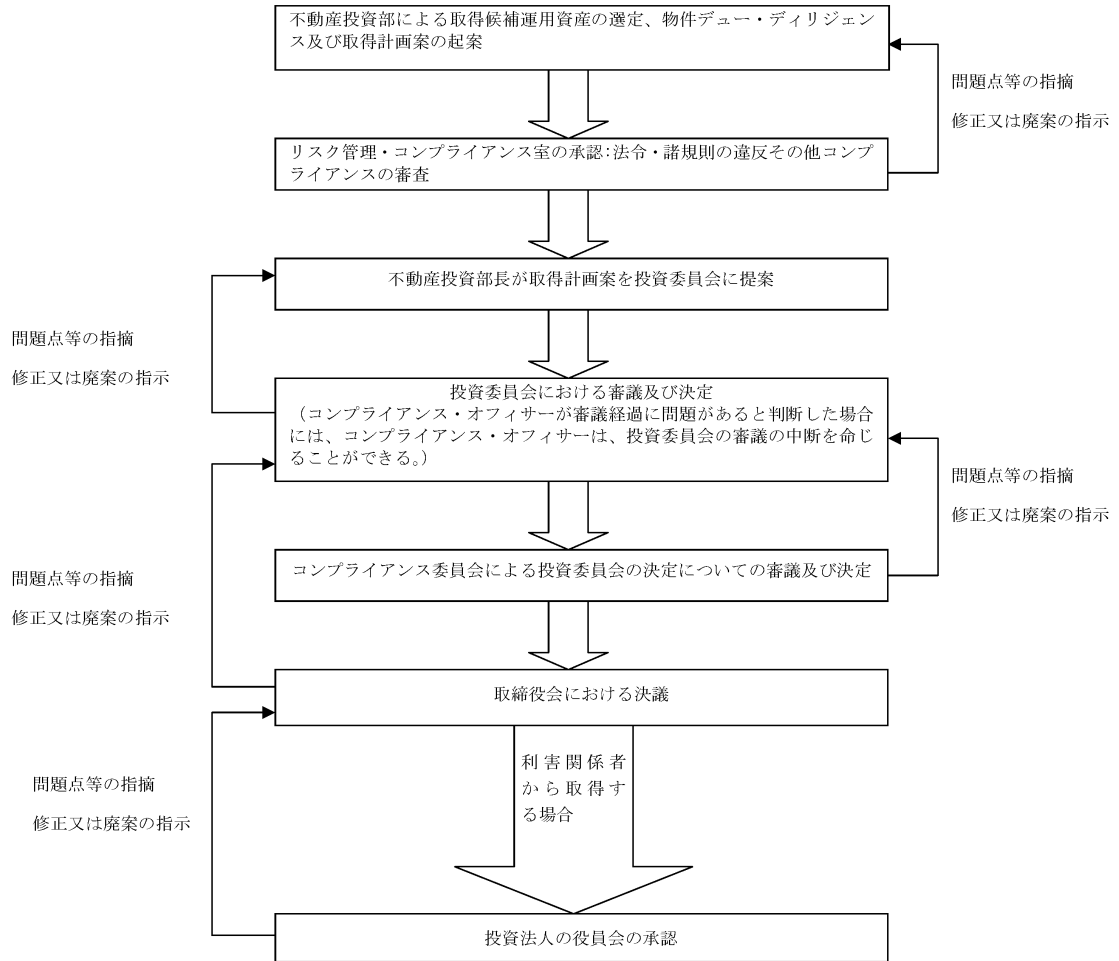 不動産投資部による取得候補運用資産の選定、物件デュー・ディリジェン
ス及び取得計画案の起案
問題点等の指摘
修正又は廃案の指示
リスク管理・コンプライアンス室の承認：法令・諸規則の違反その他コンプ
ライアンスの審査
不動産投資部長が取得計画案を投資委員会に提案
問題点等の指摘
修正又は廃案の指示
投資委員会における審議及び決定
（コンプライアンス・オフィサーが審議経過に問題があると判断した場合
には、コンプライアンス・オフィサーは、投資委員会の審議の中断を命じ
ることができる。）
問題点等の指摘
修正又は廃案の指示
コンプライアンス委員会による投資委員会の決定についての審議及び決定
問題点等の指摘
修正又は廃案の指示
取締役会における決議
利害関係者
から取得す
る場合
問題点等の指摘
修正又は廃案の指示
投資法人の役員会の承認